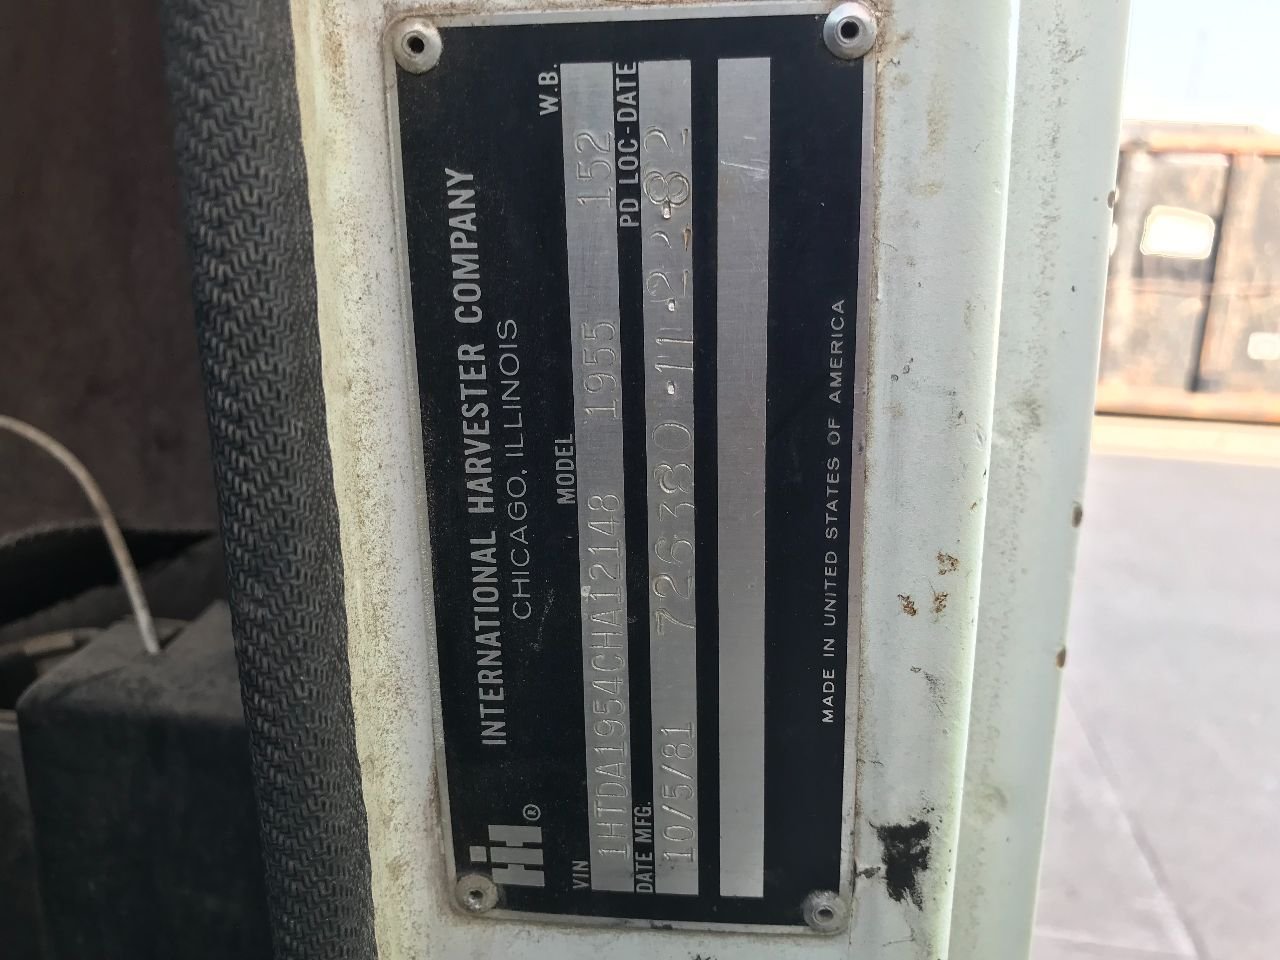 INTERNATIONAL HARVESTER COMPANY
CHICAGO, ILLINOIS
VIN MODEL W.B.
1HTDA1954CHA12148 1955 152
DATE MFG. PD LOC-DATE
10/5/81 726380·11·22·82
MADE IN UNITED STATES OF AMERICA